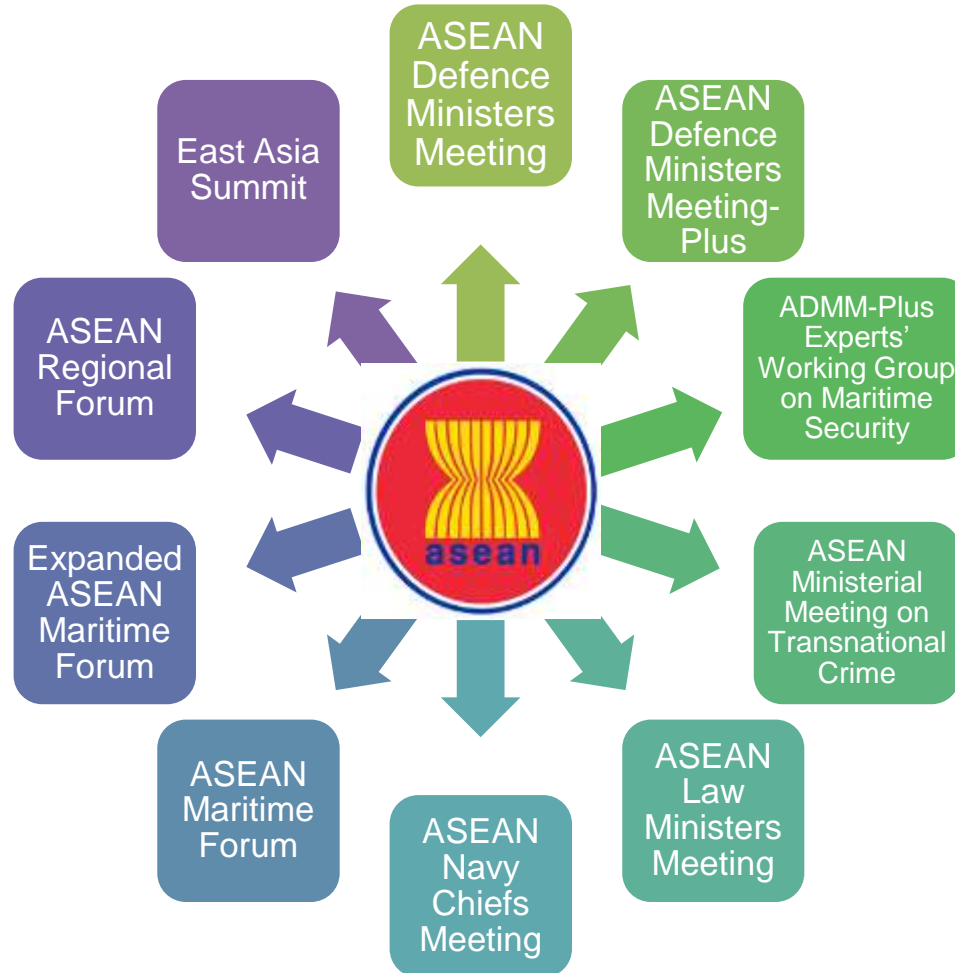 ASEAN
Defence
Ministers
Meeting
ASEAN
Defence
Ministers
Meeting-
Plus
ADMM-Plus
Experts’
Working Group
on Maritime
Security
ASEAN
Ministerial
Meeting on
Transnational
Crime
ASEAN
Law
Ministers
Meeting
ASEAN
Navy
Chiefs
Meeting
ASEAN
Maritime
Forum
Expanded
ASEAN
Maritime
Forum
ASEAN
Regional
Forum
East Asia
Summit
asean